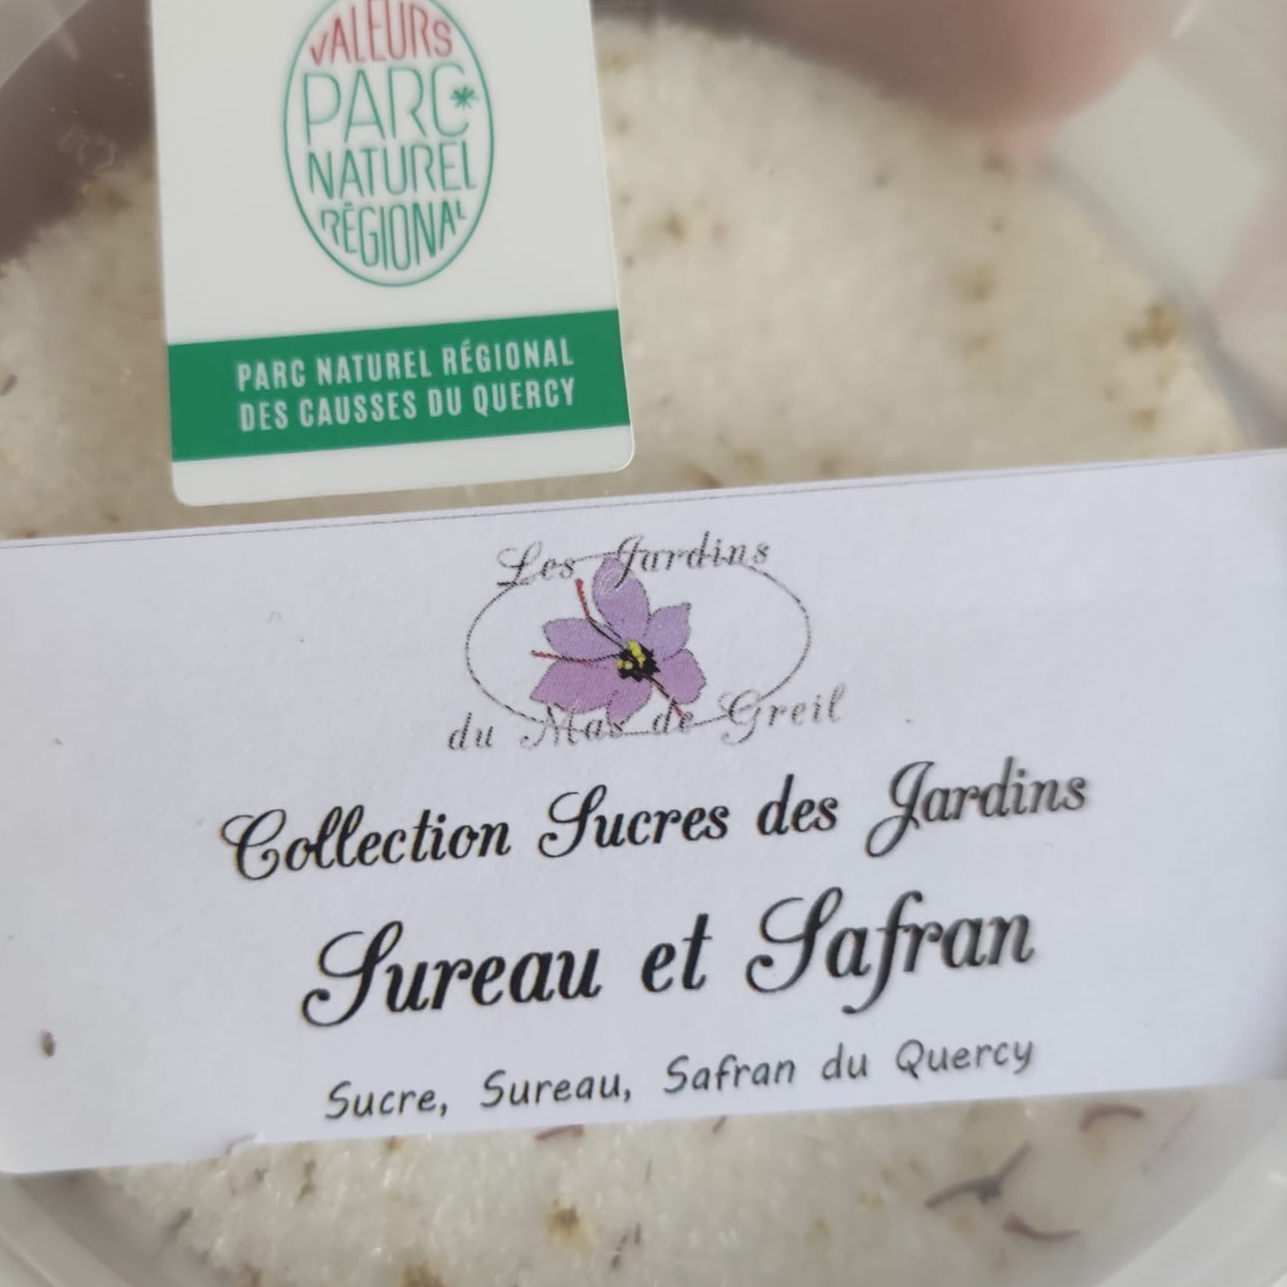 VALEURS
PARC
NATUREL
RÉGIONAL
PARC NATUREL RÉGIONAL
DES CAUSSES DU QUERCY
Les Jardins
du Mas de Greil
Collection Sucres des Jardins
Sureau et Safran
Sucre, Sureau, Safran du Quercy